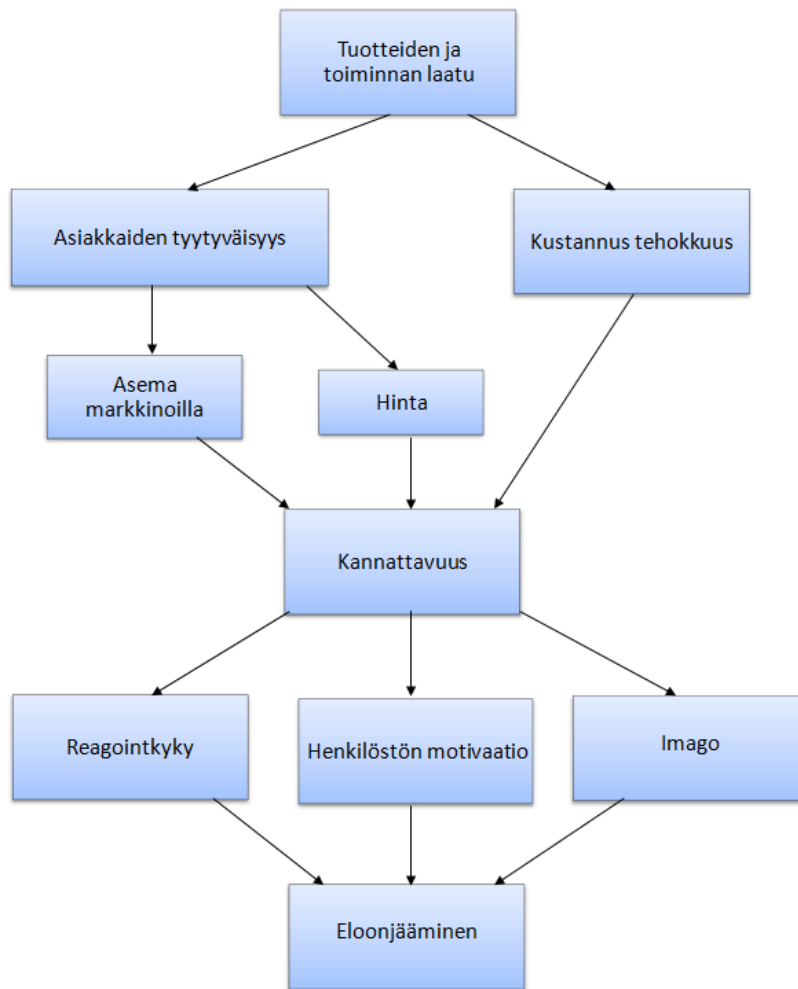 Tuotteiden ja
toiminnan laatu
Asiakkaiden tyytyväisyys
Kustannus tehokkuus
Asema
markkinoilla
Hinta
Kannattavuus
Reagointkyky
Henkilöstön motivaatio
Imago
Eloonjääminen